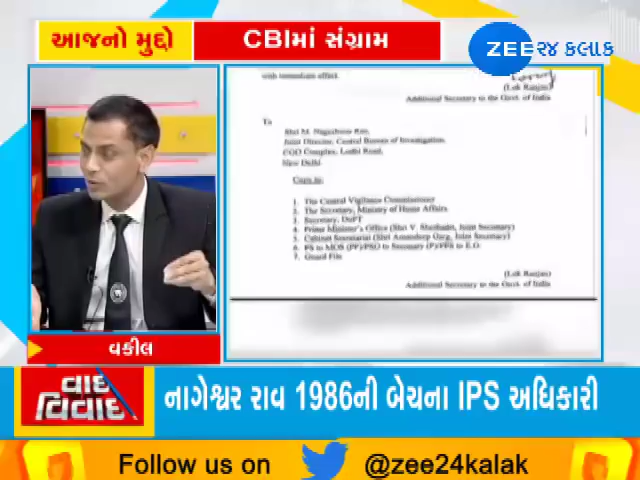 આજનો મુદ્દો
CBIમાં સંગ્રામ
ZEE ૨૪ કલાક
with immediate effect.
(Lok Ranjan)
Additional Secretary to the Govt. of India
To
Shri M. Nageshwar Rao,
Joint Director, Central Bureau of Investigation,
CGO Complex, Lodhi Road,
New Delhi.
Copy to:
1. The Central Vigilance Commissioner
2. The Secretary, Ministry of Home Affairs
3. Secretary, DoPT
4. Prime Minister's Office (Shri V. Sheshadri, Joint Secretary)
5. Cabinet Secretariat (Shri Amandeep Garg, Joint Secretary)
6. PS to MOS (PP)/PSO to Secretary (P)/PPS to E.O.
7. Guard File
(Lok Ranjan)
Additional Secretary to the Govt. of India
વકીલ
વાદ વિવાદ
નાગેશ્વર રાવ 1986ની બેચના IPS અધિકારી
Follow us on @zee24kalak